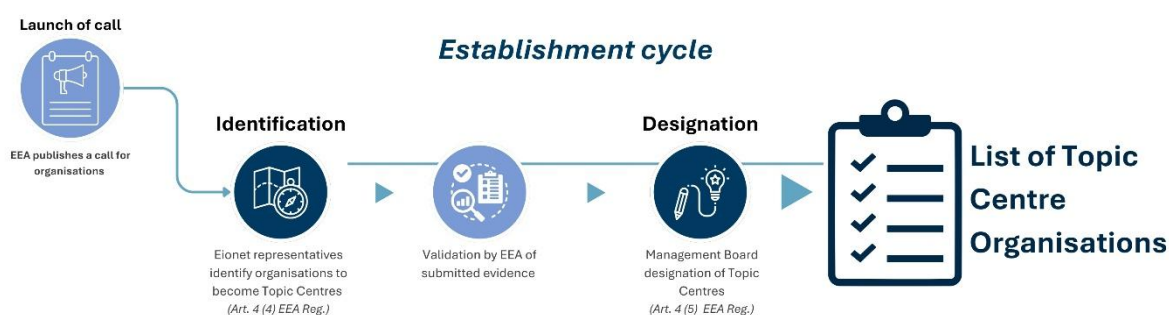 Launch of call
Establishment cycle
EEA publishes a call for
organisations
Identification
Eionet representatives
identify organisations to
become Topic Centres
(Art. 4 (4) EEA Reg.)
Validation by EEA of
submitted evidence
Designation
Management Board
designation of Topic
Centres
(Art. 4 (5) EEA Reg.)
List of Topic
Centre
Organisations